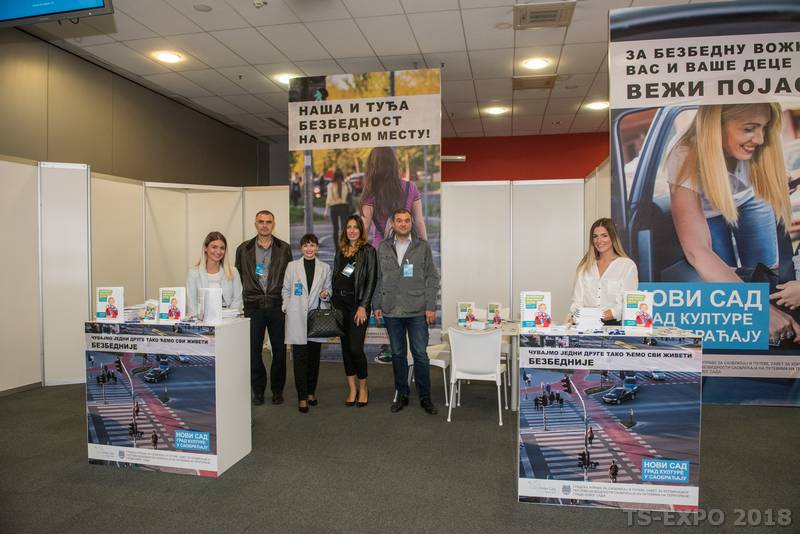 НАША И ТУЂА
БЕЗБЕДНОСТ
НА ПРВОМ МЕСТУ!
ЗА БЕЗБЕДНУ ВОЖ
ВАС И ВАШЕ ДЕЦЕ
ВЕЖИ ПОЈАС
НОВИ САД
ГРАД КУЛТУРЕ
У САОБРАЋАЈУ
ЧУВАЈМО ЈЕДНИ ДРУГЕ ТАКО ЋЕМО СВИ ЖИВЕТИ
БЕЗБЕДНИЈЕ
НОВИ САД
ГРАД КУЛТУРЕ
У САОБРАЋАЈУ
ЧУВАЈМО ЈЕДНИ ДРУГЕ ТАКО ЋЕМО СВИ ЖИВЕТИ
БЕЗБЕДНИЈЕ
НОВИ САД
ГРАД КУЛТУРЕ
У САОБРАЋАЈУ
TS-EXPO 2018